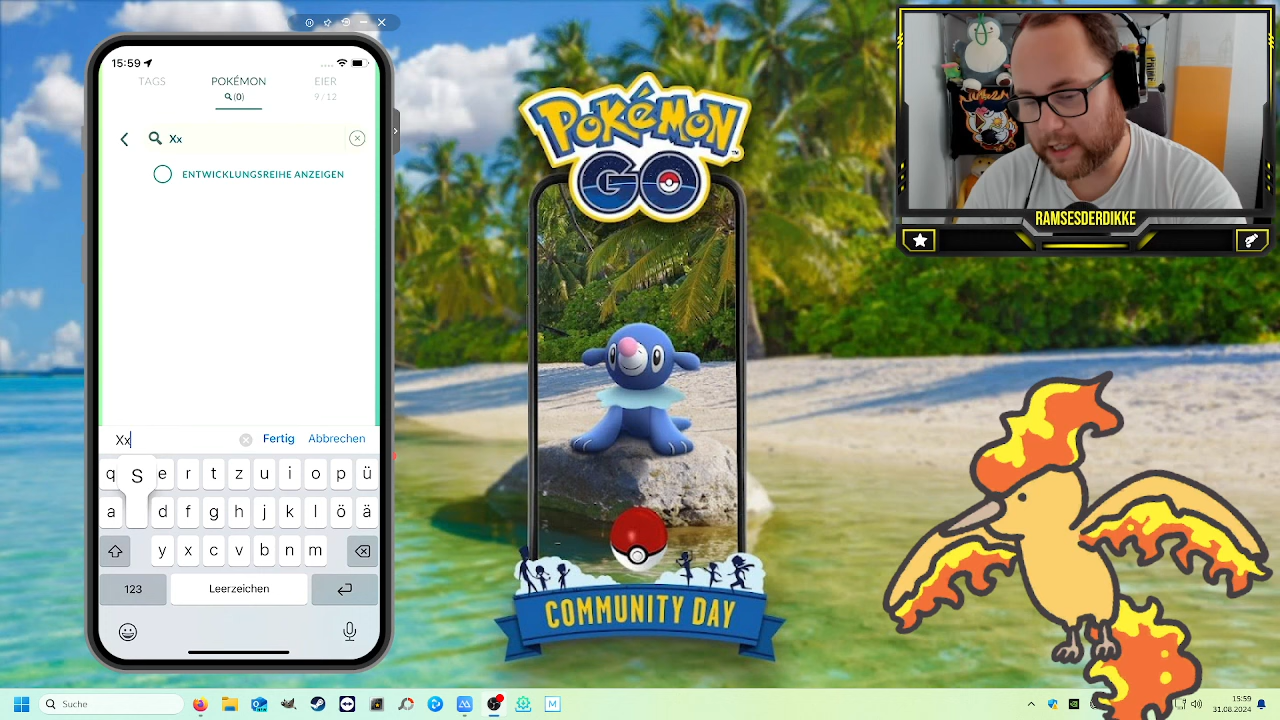 15:59
TAGS
POKÉMON
(0)
EIER
9 / 12
Xx
ENTWICKLUNGSREIHE ANZEIGEN
Xx
Fertig
Abbrechen
q S e r t z u i o p ü
a d f g h j k l ö ä
y x c v b n m
123
Leerzeichen
POKÉMON
GO
COMMUNITY DAY
RAMSESDERDIKKE
Suche
M
15:59
31.08.2024